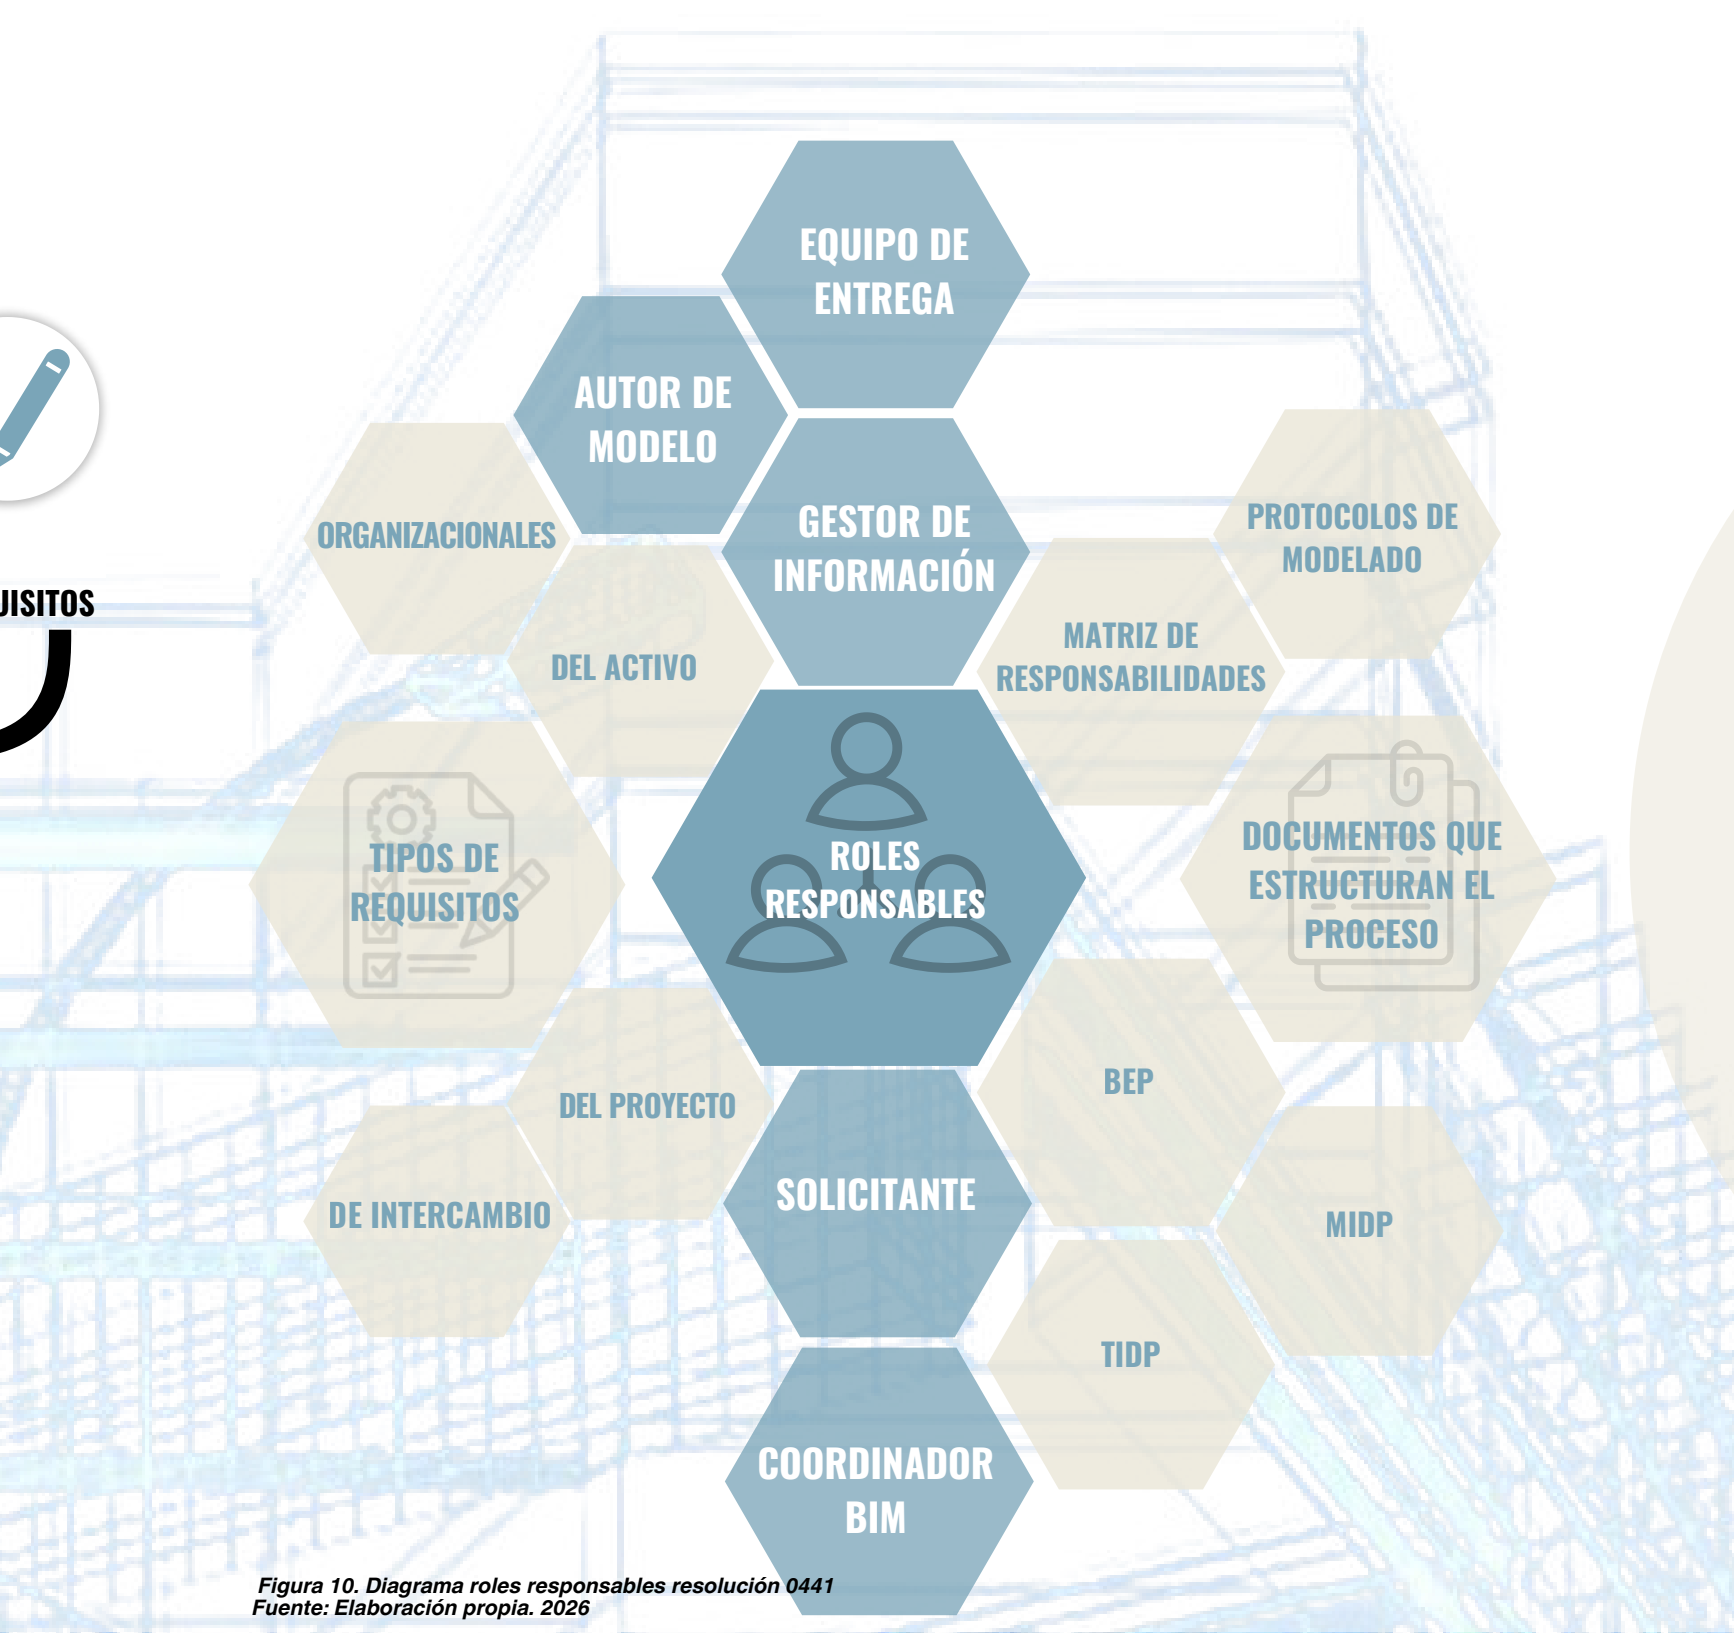 EQUIPO DE
ENTREGA
AUTOR DE
MODELO
ORGANIZACIONALES
GESTOR DE
INFORMACIÓN
PROTOCOLOS DE
MODELADO
UISITOS
DEL ACTIVO
MATRIZ DE
RESPONSABILIDADES
TIPOS DE
REQUISITOS
ROLES
RESPONSABLES
DOCUMENTOS QUE
ESTRUCTURAN EL
PROCESO
DEL PROYECTO
BEP
DE INTERCAMBIO
SOLICITANTE
MIDP
TIDP
COORDINADOR
BIM
Figura 10. Diagrama roles responsables resolución 0441
Fuente: Elaboración propia. 2026